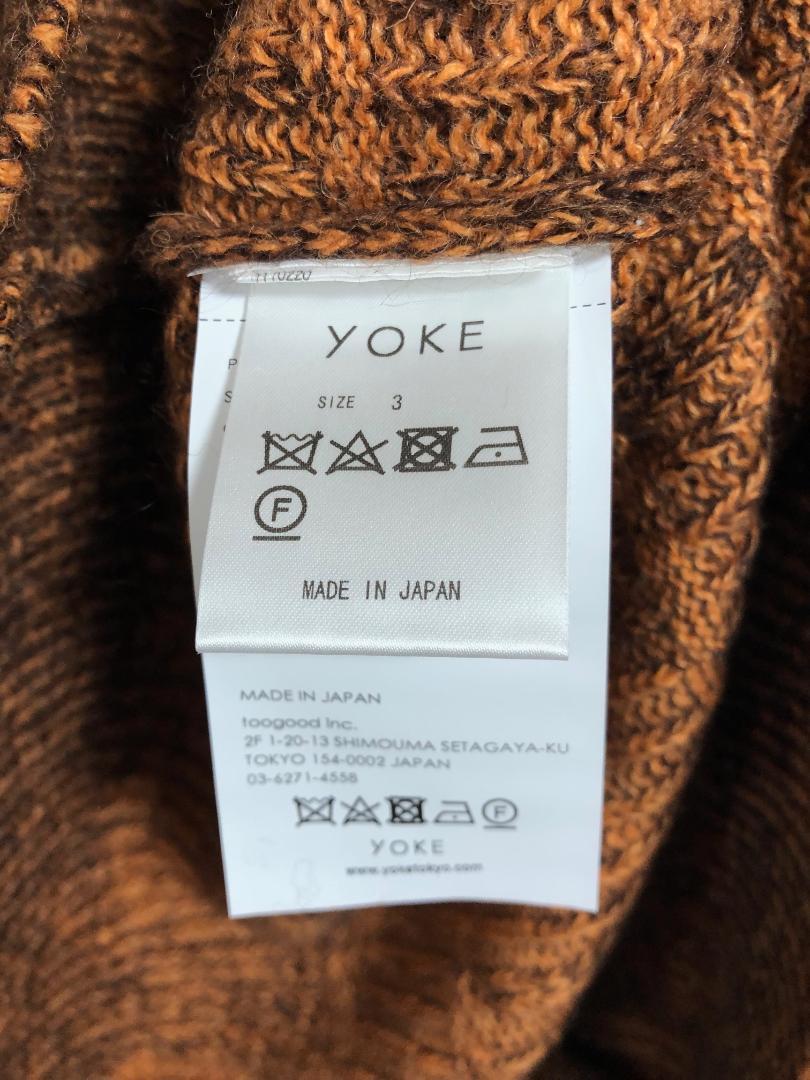 YOKE
SIZE 3
F
MADE IN JAPAN
P
S
MADE IN JAPAN
toogood Inc.
2F 1-20-13 SHIMOUMA SETAGAYA-KU
TOKYO 154-0002 JAPAN
03-6271-4558
F
YOKE
www.yoketokyo.com